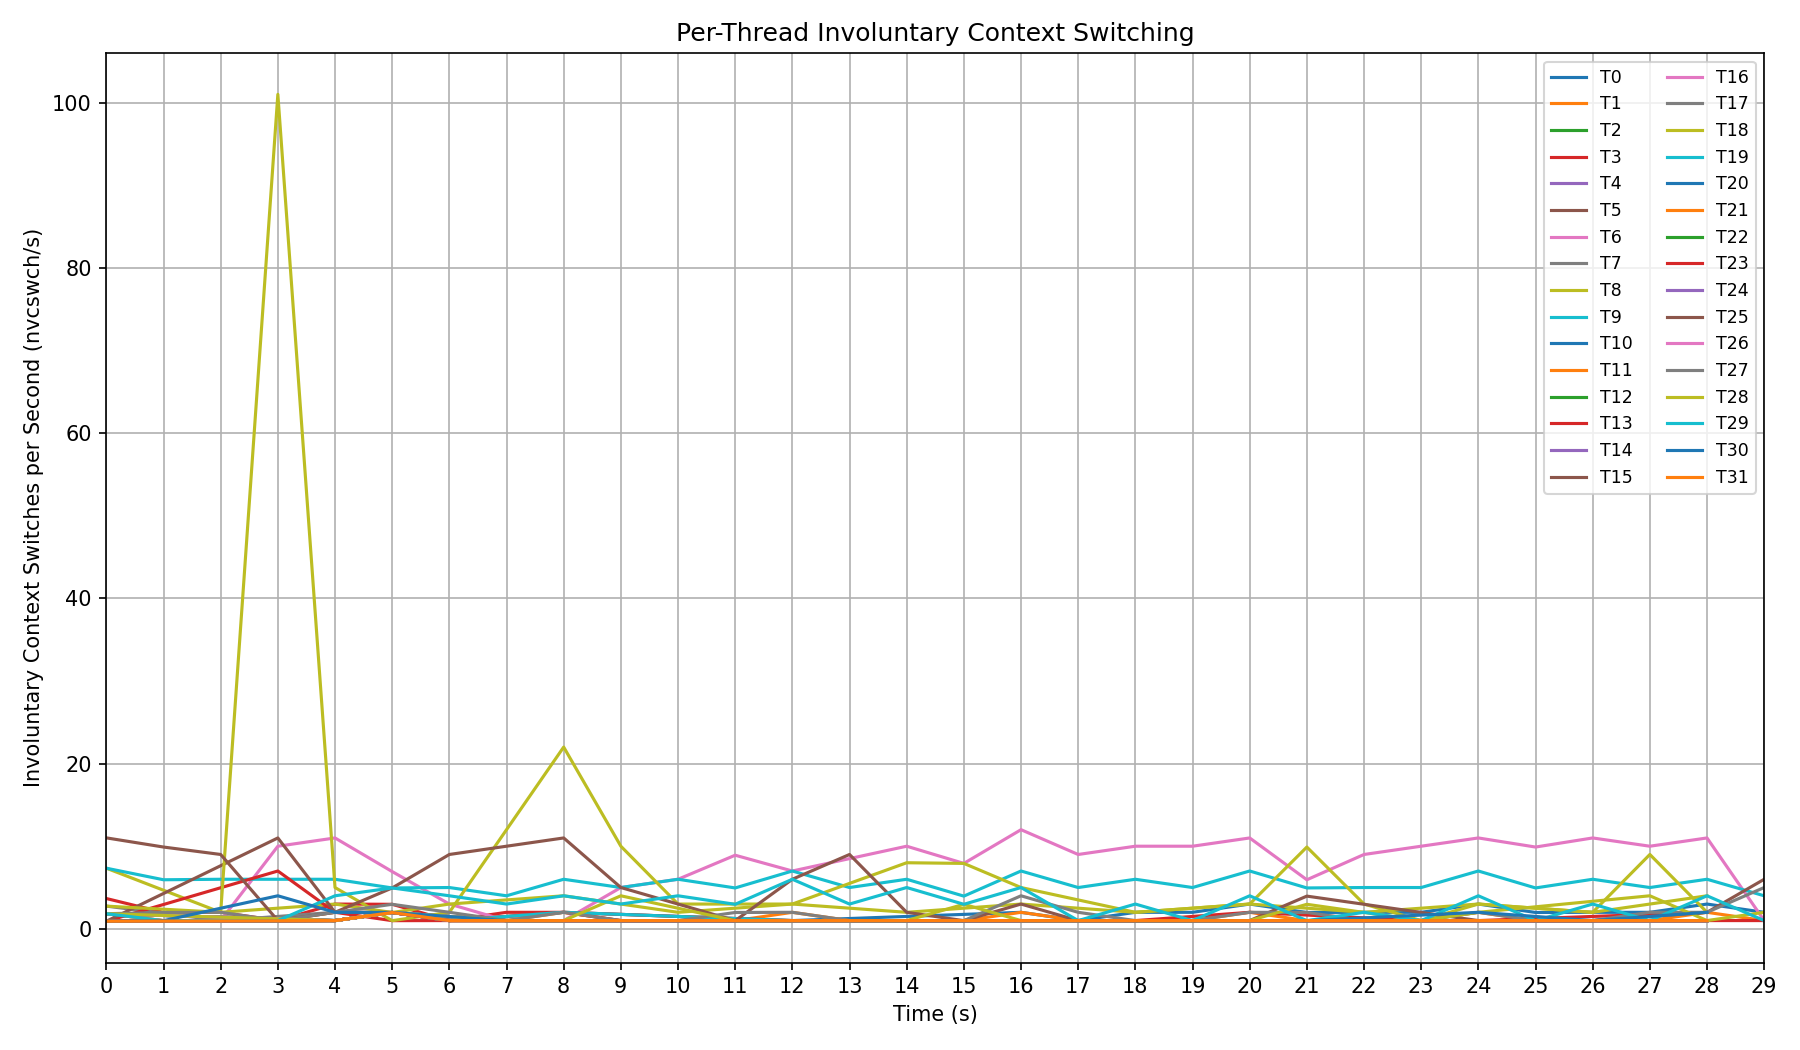 Per-Thread Involuntary Context Switching
Involuntary Context Switches per Second (nvcswch/s)
100
80
60
40
20
0
T0 T16
T1 T17
T2 T18
T3 T19
T4 T20
T5 T21
T6 T22
T7 T23
T8 T24
T9 T25
T10 T26
T11 T27
T12 T28
T13 T29
T14 T30
T15 T31
0 1 2 3 4 5 6 7 8 9 10 11 12 13 14 15 16 17 18 19 20 21 22 23 24 25 26 27 28 29
Time (s)